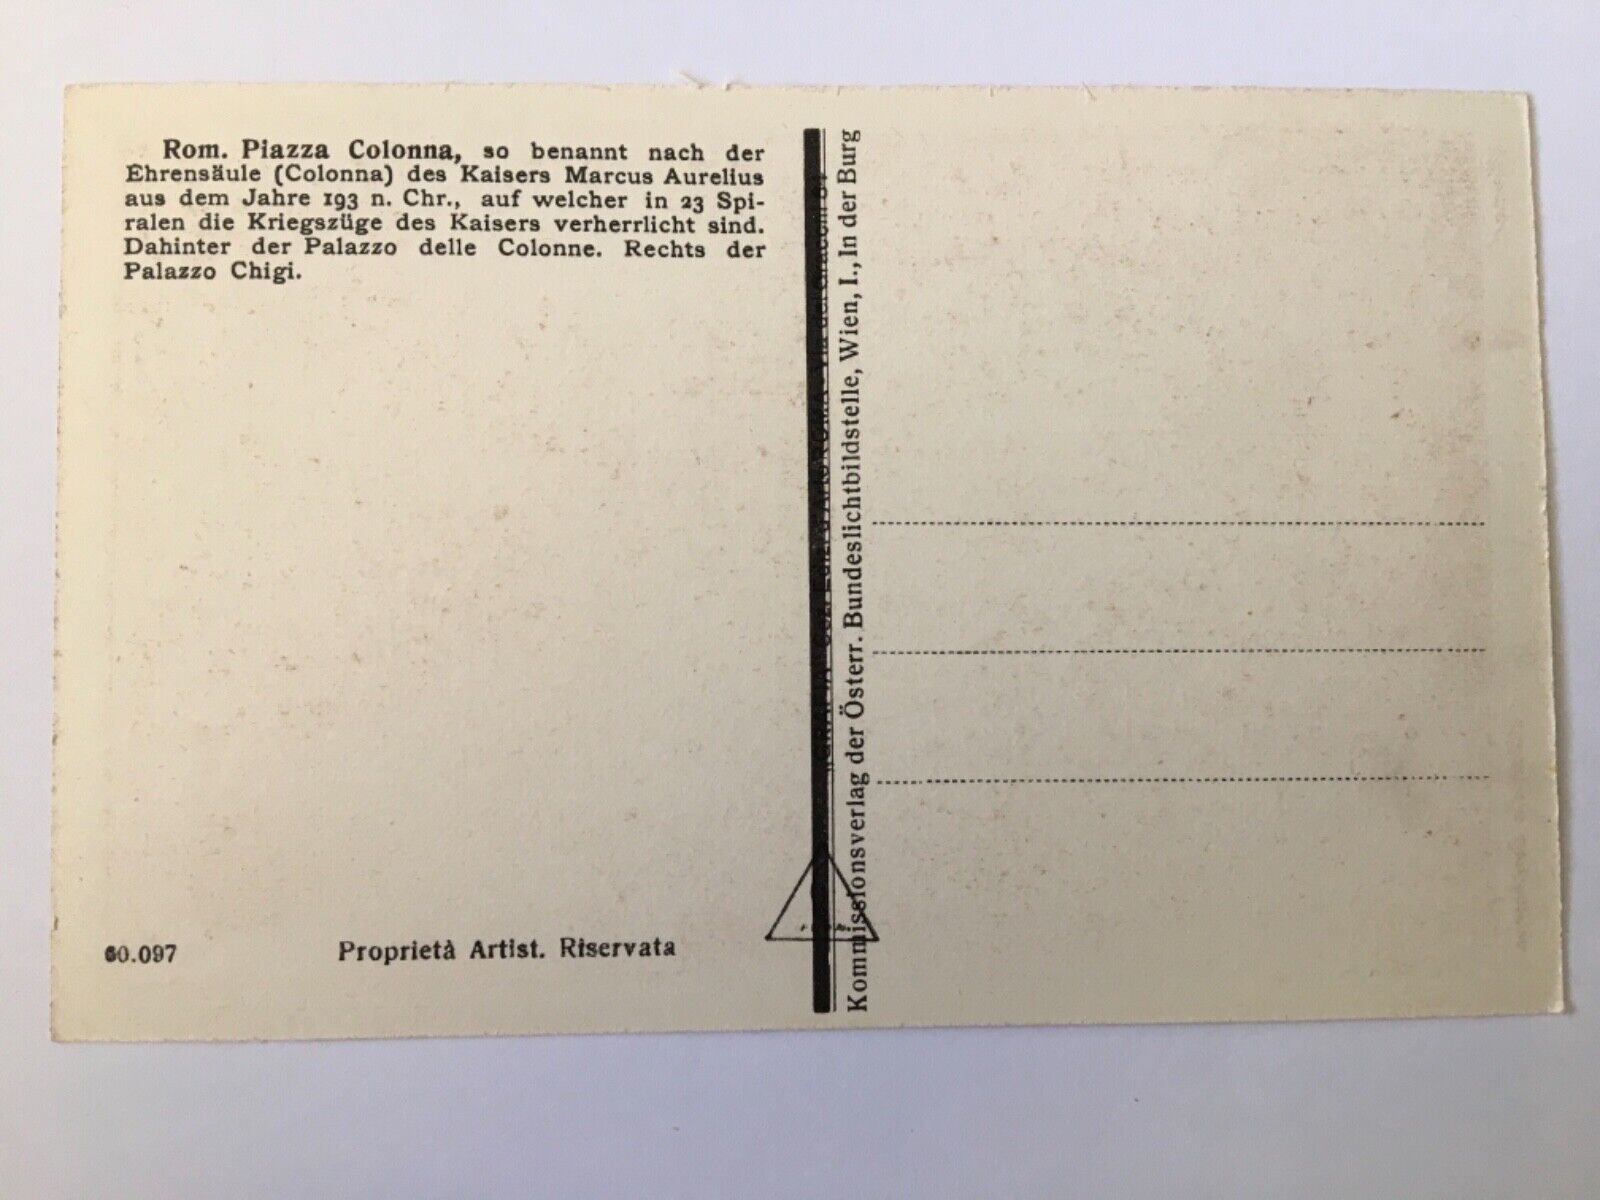 Rom. Piazza Colonna, so benannt nach der
Ehrensäule (Colonna) des Kaisers Marcus Aurelius
aus dem Jahre 193 n. Chr., auf welcher in 23 Spi-
ralen die Kriegszüge des Kaisers verherrlicht sind.
Dahinter der Palazzo delle Colonne. Rechts der
Palazzo Chigi.
60.097
Proprietà Artist. Riservata
Kommissionsverlag der Österr. Bundeslichtbildstelle, Wien, I., In der Burg